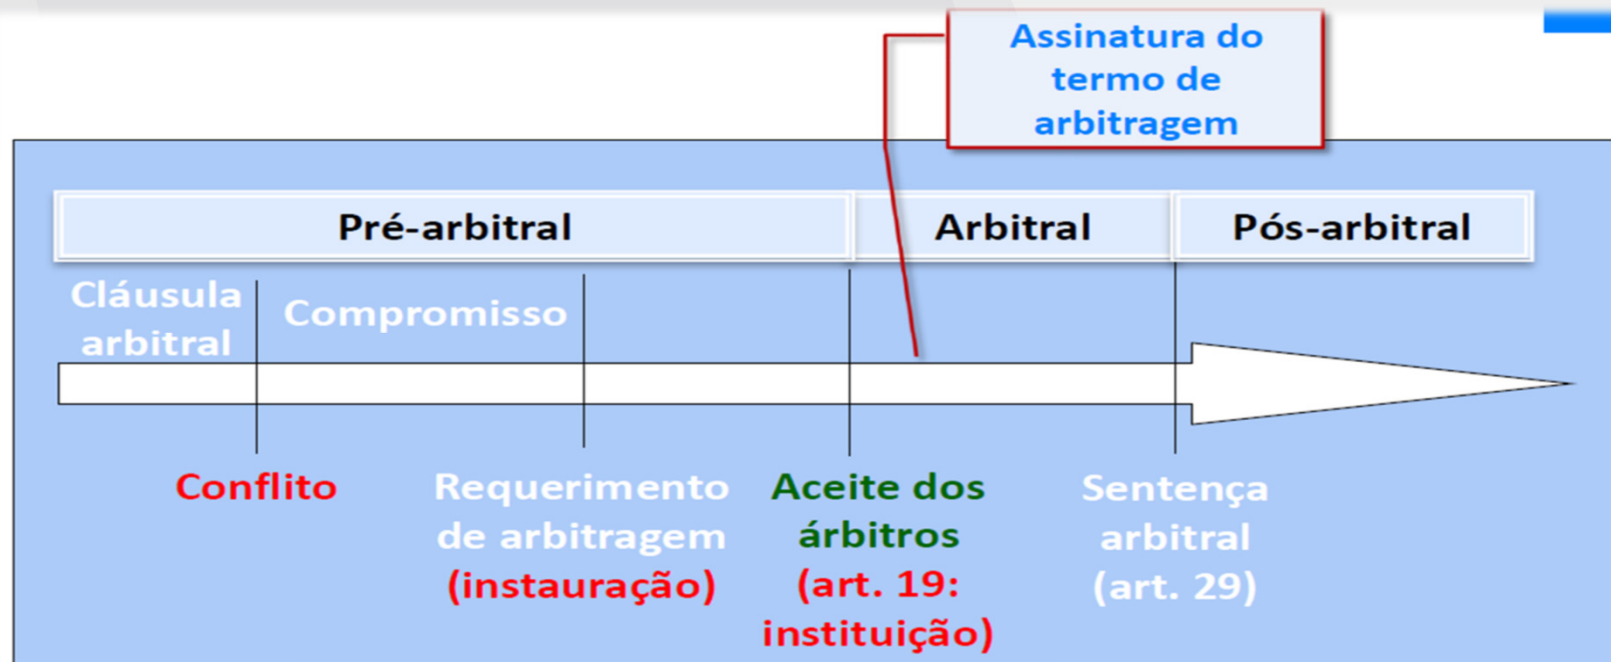 Assinatura do
termo de
arbitragem
Pré-arbitral
Arbitral
Pós-arbitral
Cláusula
arbitral
Compromisso
Conflito
Requerimento
de arbitragem
(instauração)
Aceite dos
árbitros
(art. 19:
instituição)
Sentença
arbitral
(art. 29)